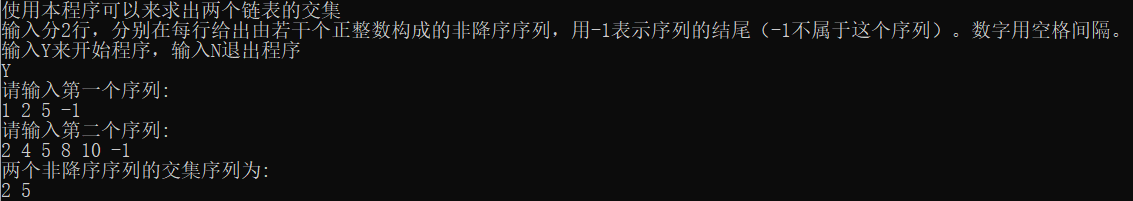 使用本程序可以来求出两个链表的交集
输入分2行，分别在每行给出由若干个正整数构成的非降序序列，用-1表示序列的结尾（-1不属于这个序列）。数字用空格间隔。
输入Y来开始程序，输入N退出程序
Y
请输入第一个序列:
1 2 5 -1
请输入第二个序列:
2 4 5 8 10 -1
两个非降序序列的交集序列为:
2 5